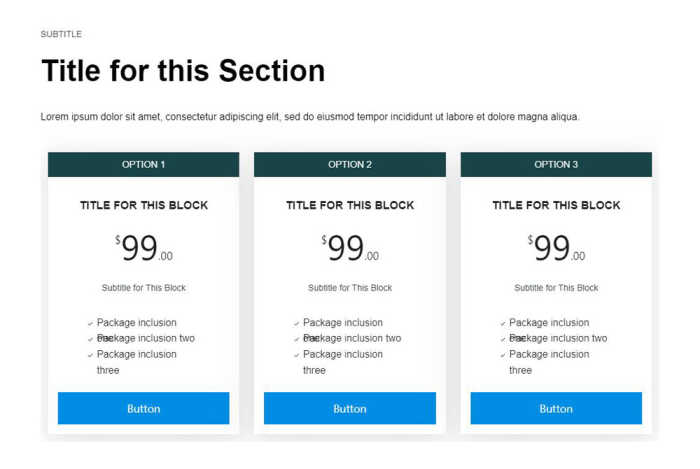 SUBTITLE
Title for this Section
Lorem ipsum dolor sit amet, consectetur adipiscing elit, sed do eiusmod tempor incididunt ut labore et dolore magna aliqua.
OPTION 1
TITLE FOR THIS BLOCK
$99.00
Subtitle for This Block
Package inclusion
Package inclusion two
Package inclusion
three
Button
OPTION 2
TITLE FOR THIS BLOCK
$99.00
Subtitle for This Block
Package inclusion
Package inclusion two
Package inclusion
three
Button
OPTION 3
TITLE FOR THIS BLOCK
$99.00
Subtitle for This Block
Package inclusion
Package inclusion two
Package inclusion
three
Button